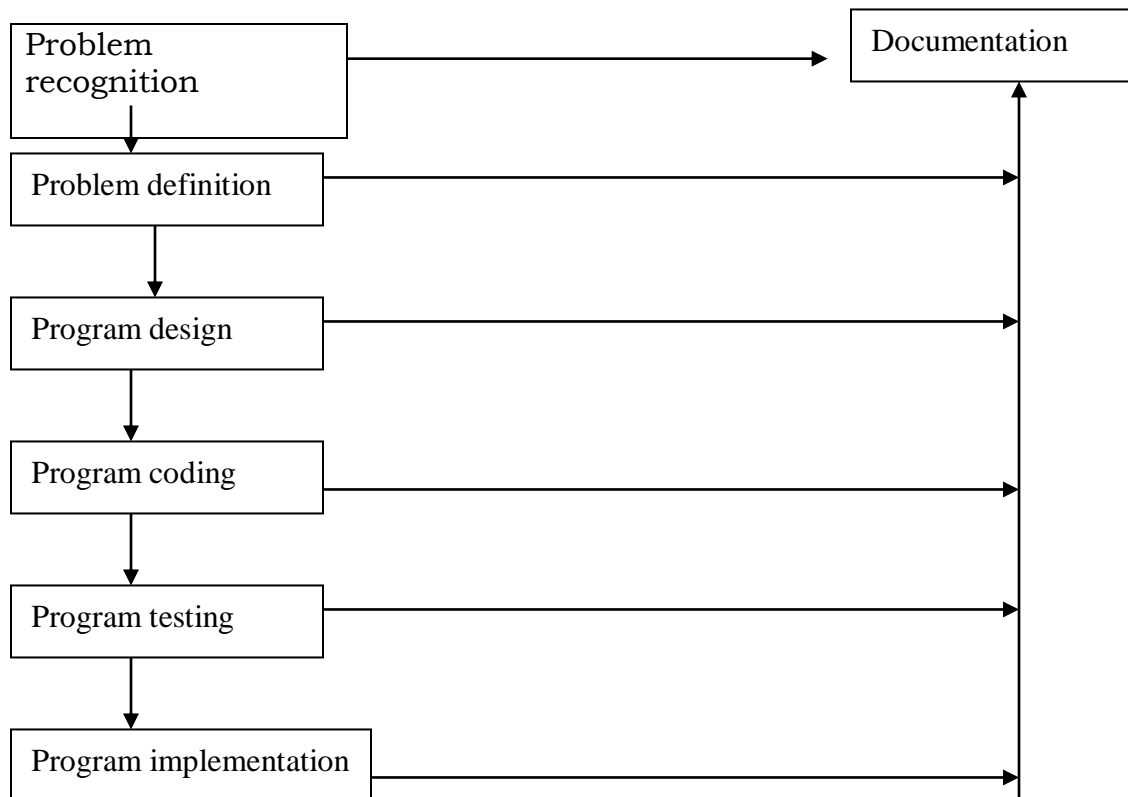 Problem
recognition
Documentation
Problem definition
Program design
Program coding
Program testing
Program implementation